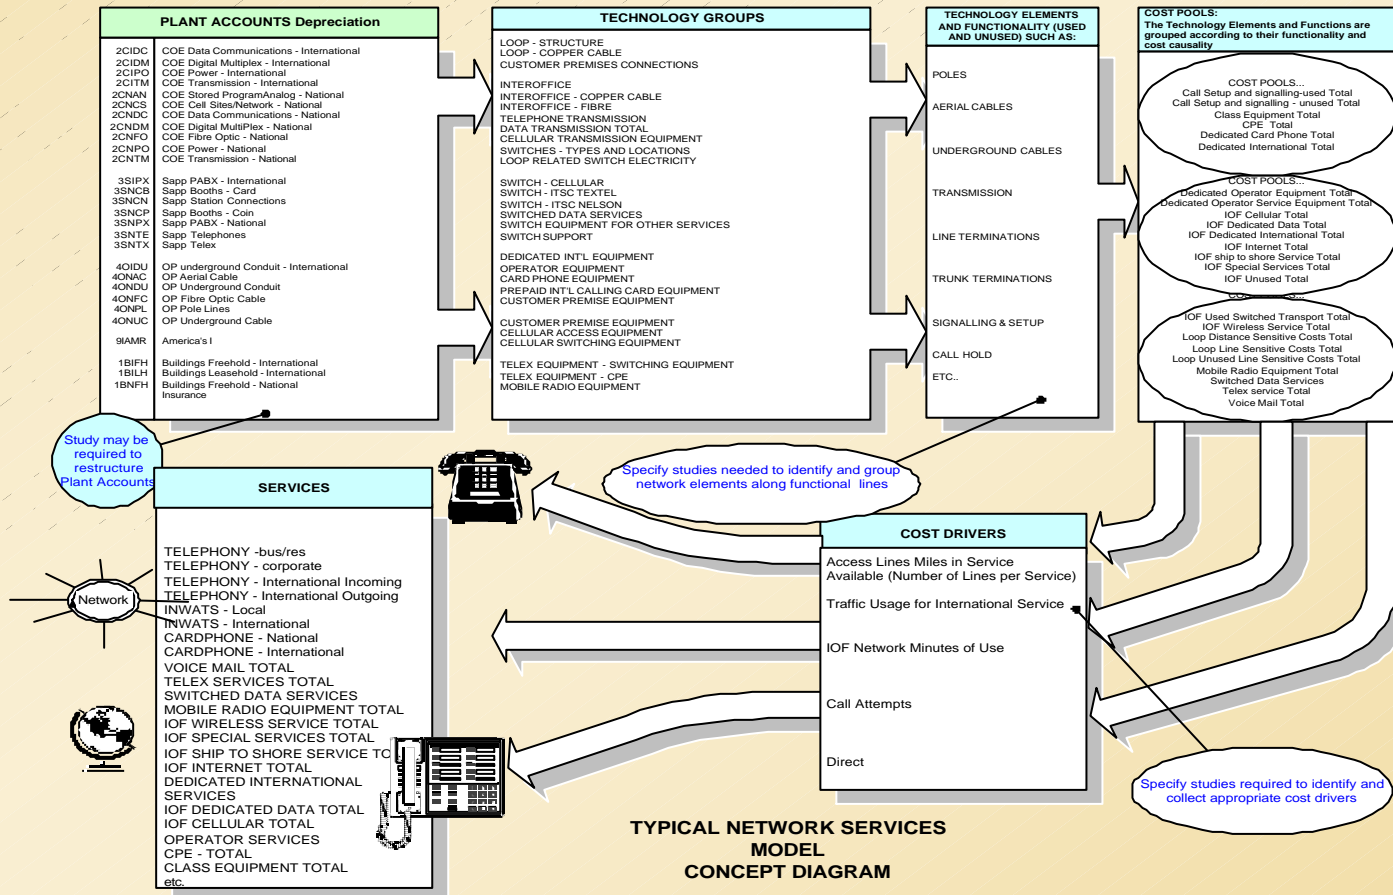 PLANT ACCOUNTS Depreciation
2CIDC COE Data Communications - International
2CIDM COE Digital Multiplex - International
2CIPO COE Power - International
2CITM COE Transmission - International
2CNAN COE Stored ProgramAnalog - National
2CNCS COE Cell Sites/Network - National
2CNDC COE Data Communications - National
2CNDM COE Digital MultiPlex - National
2CNFO COE Fibre Optic - National
2CNPO COE Power - National
2CNTM COE Transmission - National
3SIPX Sapp PABX - International
3SNCB Sapp Booths - Card
3SNCN Sapp Station Connections
3SNCP Sapp Booths - Coin
3SNPX Sapp PABX - National
3SNTE Sapp Telephones
3SNTX Sapp Telex
4OIDU OP underground Conduit - International
4ONAC OP Aerial Cable
4ONDU OP Underground Conduit
4ONFC OP Fibre Optic Cable
4ONPL OP Pole Lines
4ONUC OP Underground Cable
9IAMR America's I
1BIFH Buildings Freehold - International
1BILH Buildings Leasehold - International
1BNFH Buildings Freehold - National
Insurance
Study may be
required to
restructure
Plant Accounts
TECHNOLOGY GROUPS
LOOP - STRUCTURE
LOOP - COPPER CABLE
CUSTOMER PREMISES CONNECTIONS
INTEROFFICE
INTEROFFICE - COPPER CABLE
INTEROFFICE - FIBRE
TELEPHONE TRANSMISSION
DATA TRANSMISSION TOTAL
CELLULAR TRANSMISSION EQUIPMENT
SWITCHES - TYPES AND LOCATIONS
LOOP RELATED SWITCH ELECTRICITY
SWITCH - CELLULAR
SWITCH - ITSC TEXTEL
SWITCH - ITSC NELSON
SWITCHED DATA SERVICES
SWITCH EQUIPMENT FOR OTHER SERVICES
SWITCH SUPPORT
DEDICATED INT'L EQUIPMENT
OPERATOR EQUIPMENT
CARD PHONE EQUIPMENT
PREPAID INT'L CALLING CARD EQUIPMENT
CUSTOMER PREMISE EQUIPMENT
CUSTOMER PREMISE EQUIPMENT
CELLULAR ACCESS EQUIPMENT
CELLULAR SWITCHING EQUIPMENT
TELEX EQUIPMENT - SWITCHING EQUIPMENT
TELEX EQUIPMENT - CPE
MOBILE RADIO EQUIPMENT
TECHNOLOGY ELEMENTS
AND FUNCTIONALITY (USED
AND UNUSED) SUCH AS:
POLES
AERIAL CABLES
UNDERGROUND CABLES
TRANSMISSION
LINE TERMINATIONS
TRUNK TERMINATIONS
SIGNALLING & SETUP
CALL HOLD
ETC..
Specify studies needed to identify and group
network elements along functional lines
COST POOLS:
The Technology Elements and Functions are
grouped according to their functionality and
cost causality
COST POOLS...
Call Setup and signalling-used Total
Call Setup and signalling - unused Total
Class Equipment Total
CPE Total
Dedicated Card Phone Total
Dedicated International Total
COST POOLS...
Dedicated Operator Equipment Total
Dedicated Operator Service Equipment Total
IOF Cellular Total
IOF Dedicated Data Total
IOF Dedicated International Total
IOF Internet Total
IOF ship to shore Service Total
IOF Special Services Total
IOF Unused Total
IOF Used Switched Transport Total
IOF Wireless Service Total
Loop Distance Sensitive Costs Total
Loop Line Sensitive Costs Total
Loop Unused Line Sensitive Costs Total
Mobile Radio Equipment Total
Switched Data Services
Telex service Total
Voice Mail Total
SERVICES
TELEPHONY -bus/res
TELEPHONY - corporate
TELEPHONY - International Incoming
TELEPHONY - International Outgoing
INWATS - Local
INWATS - International
CARDPHONE - National
CARDPHONE - International
VOICE MAIL TOTAL
TELEX SERVICES TOTAL
SWITCHED DATA SERVICES
MOBILE RADIO EQUIPMENT TOTAL
IOF WIRELESS SERVICE TOTAL
IOF SPECIAL SERVICES TOTAL
IOF SHIP TO SHORE SERVICE TO
IOF INTERNET TOTAL
DEDICATED INTERNATIONAL
SERVICES
IOF DEDICATED DATA TOTAL
IOF CELLULAR TOTAL
OPERATOR SERVICES
CPE - TOTAL
CLASS EQUIPMENT TOTAL
etc.
Network
COST DRIVERS
Access Lines Miles in Service
Available (Number of Lines per Service)
Traffic Usage for International Service
IOF Network Minutes of Use
Call Attempts
Direct
Specify studies required to identify and
collect appropriate cost drivers
TYPICAL NETWORK SERVICES
MODEL
CONCEPT DIAGRAM